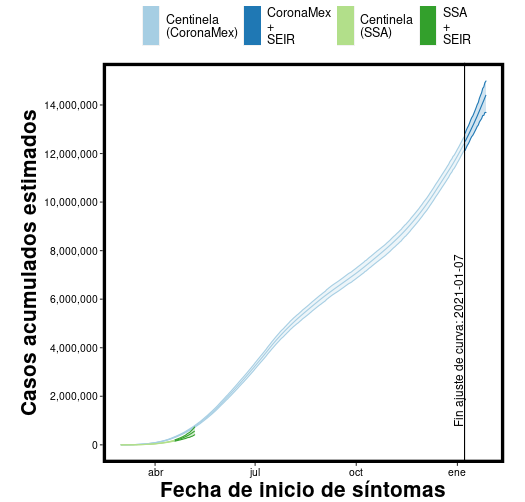 Centinela
(CoronaMex)
CoronaMex
+
SEIR
Centinela
(SSA)
SSA
+
SEIR
Casos acumulados estimados
14,000,000
12,000,000
10,000,000
8,000,000
6,000,000
4,000,000
2,000,000
0
Fin ajuste de curva: 2021-01-07
abr
jul
oct
ene
Fecha de inicio de síntomas